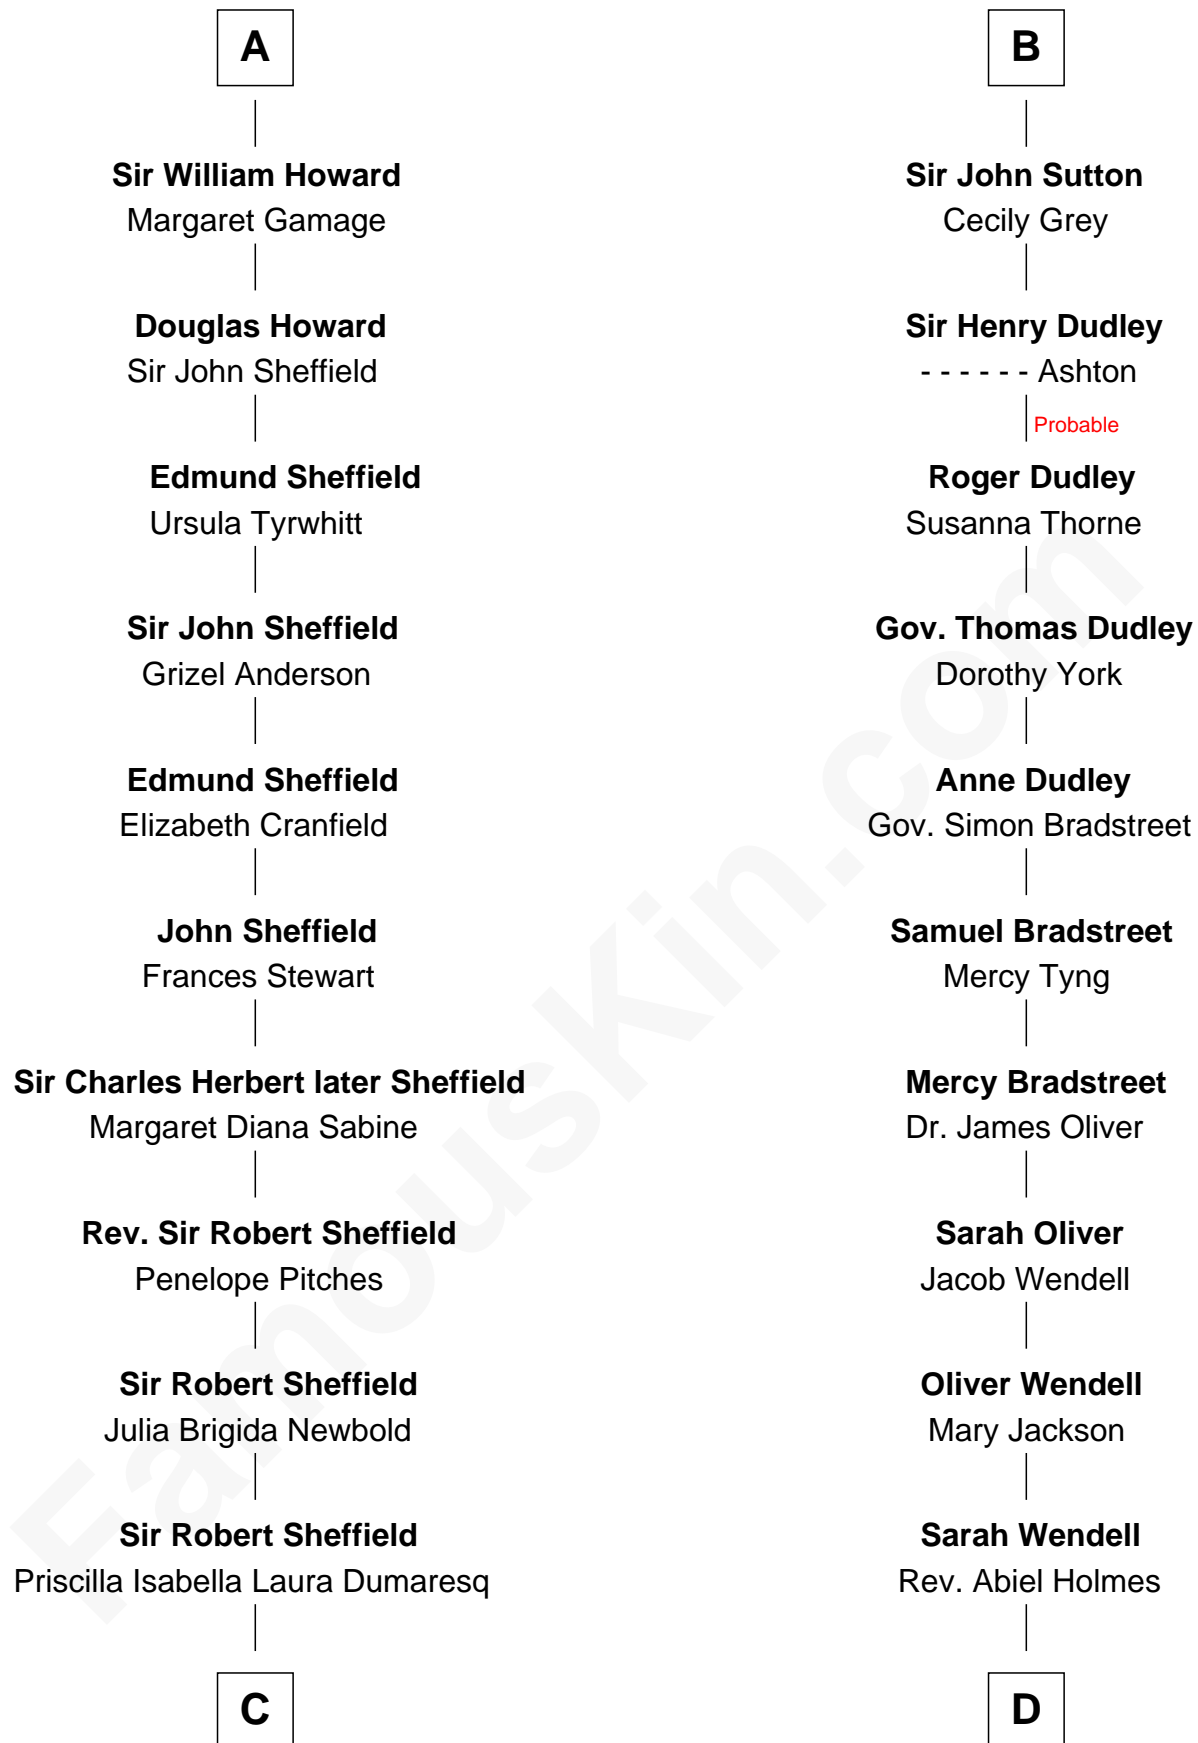 A
Sir William Howard
Margaret Gamage
Douglas Howard
Sir John Sheffield
Edmund Sheffield
Ursula Tyrwhitt
Sir John Sheffield
Grizel Anderson
Edmund Sheffield
Elizabeth Cranfield
John Sheffield
Frances Stewart
Sir Charles Herbert later Sheffield
Margaret Diana Sabine
Rev. Sir Robert Sheffield
Penelope Pitches
Sir Robert Sheffield
Julia Brigida Newbold
Sir Robert Sheffield
Priscilla Isabella Laura Dumaresq
C
B
Sir John Sutton
Cecily Grey
Sir Henry Dudley
- - - - - - Ashton
Probable
Roger Dudley
Susanna Thorne
Gov. Thomas Dudley
Dorothy York
Anne Dudley
Gov. Simon Bradstreet
Samuel Bradstreet
Mercy Tyng
Mercy Bradstreet
Dr. James Oliver
Sarah Oliver
Jacob Wendell
Oliver Wendell
Mary Jackson
Sarah Wendell
Rev. Abiel Holmes
D
FamousKin.com